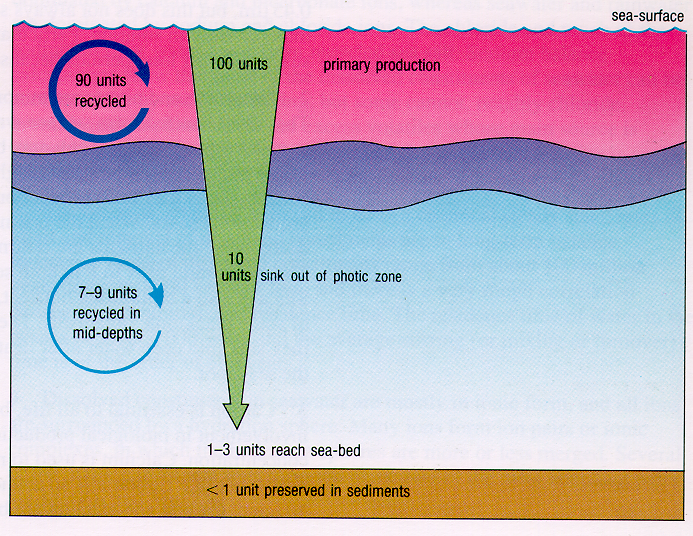 sea-surface
100 units
primary production
90 units
recycled
10
units sink out of photic zone
7–9 units
recycled in
mid-depths
1–3 units reach sea-bed
< 1 unit preserved in sediments